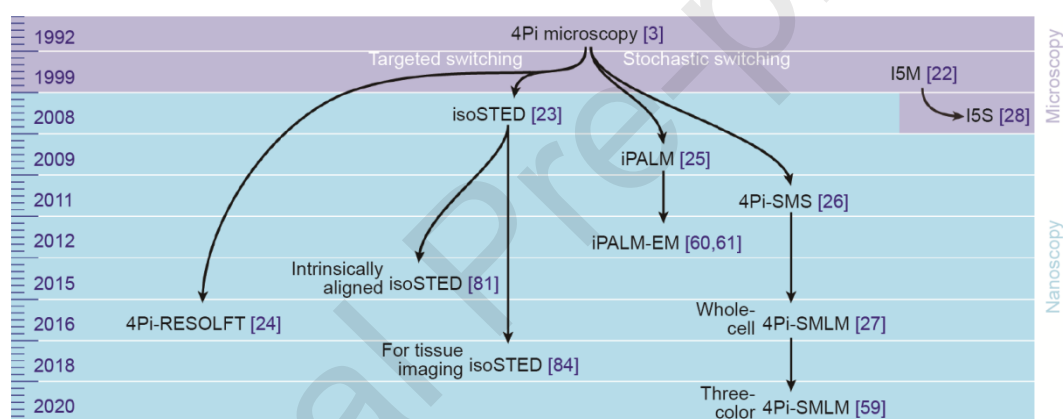 1992
4Pi microscopy [3]
Targeted switching
Stochastic switching
1999
I5M [22]
2008
isoSTED [23]
I5S [28]
2009
iPALM [25]
2011
4Pi-SMS [26]
2012
iPALM-EM [60,61]
2015
Intrinsically
aligned isoSTED [81]
2016
4Pi-RESOLFT [24]
Whole-
cell 4Pi-SMLM [27]
2018
For tissue
imaging isoSTED [84]
2020
Three-
color 4Pi-SMLM [59]
Microscopy
Nanoscopy